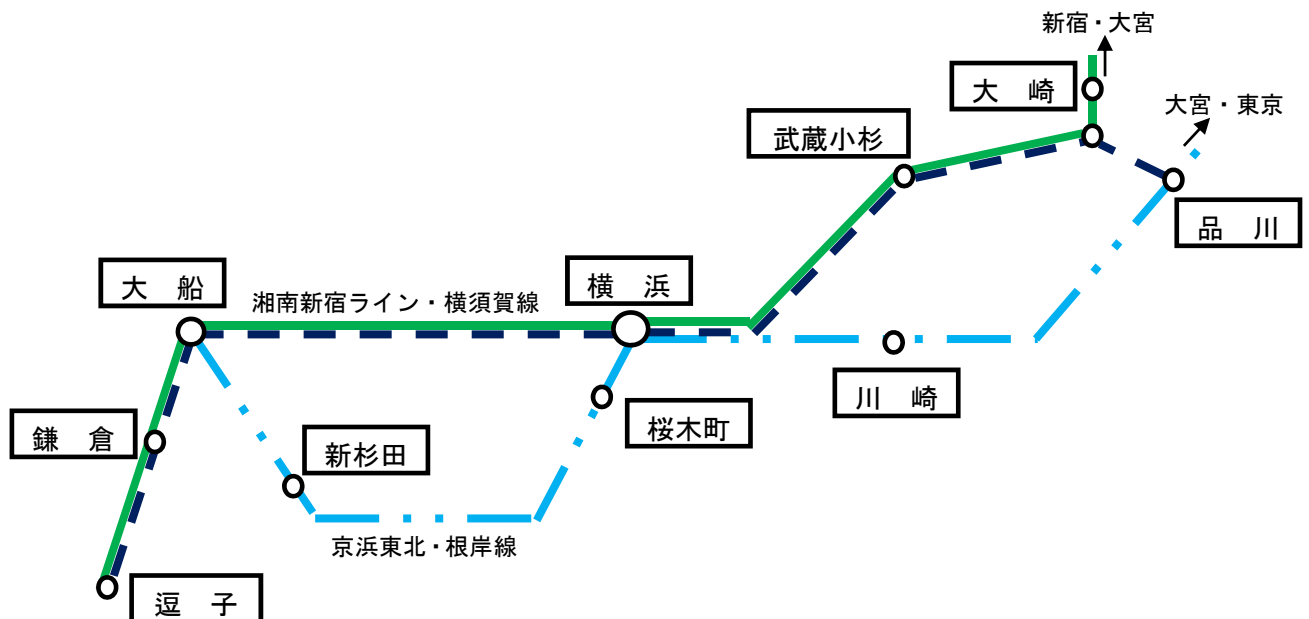 新宿・大宮
大　崎
大宮・東京
武蔵小杉
品　川
大　船
横　浜
湘南新宿ライン・横須賀線
川　崎
鎌　倉
新杉田
桜木町
京浜東北・根岸線
逗　子